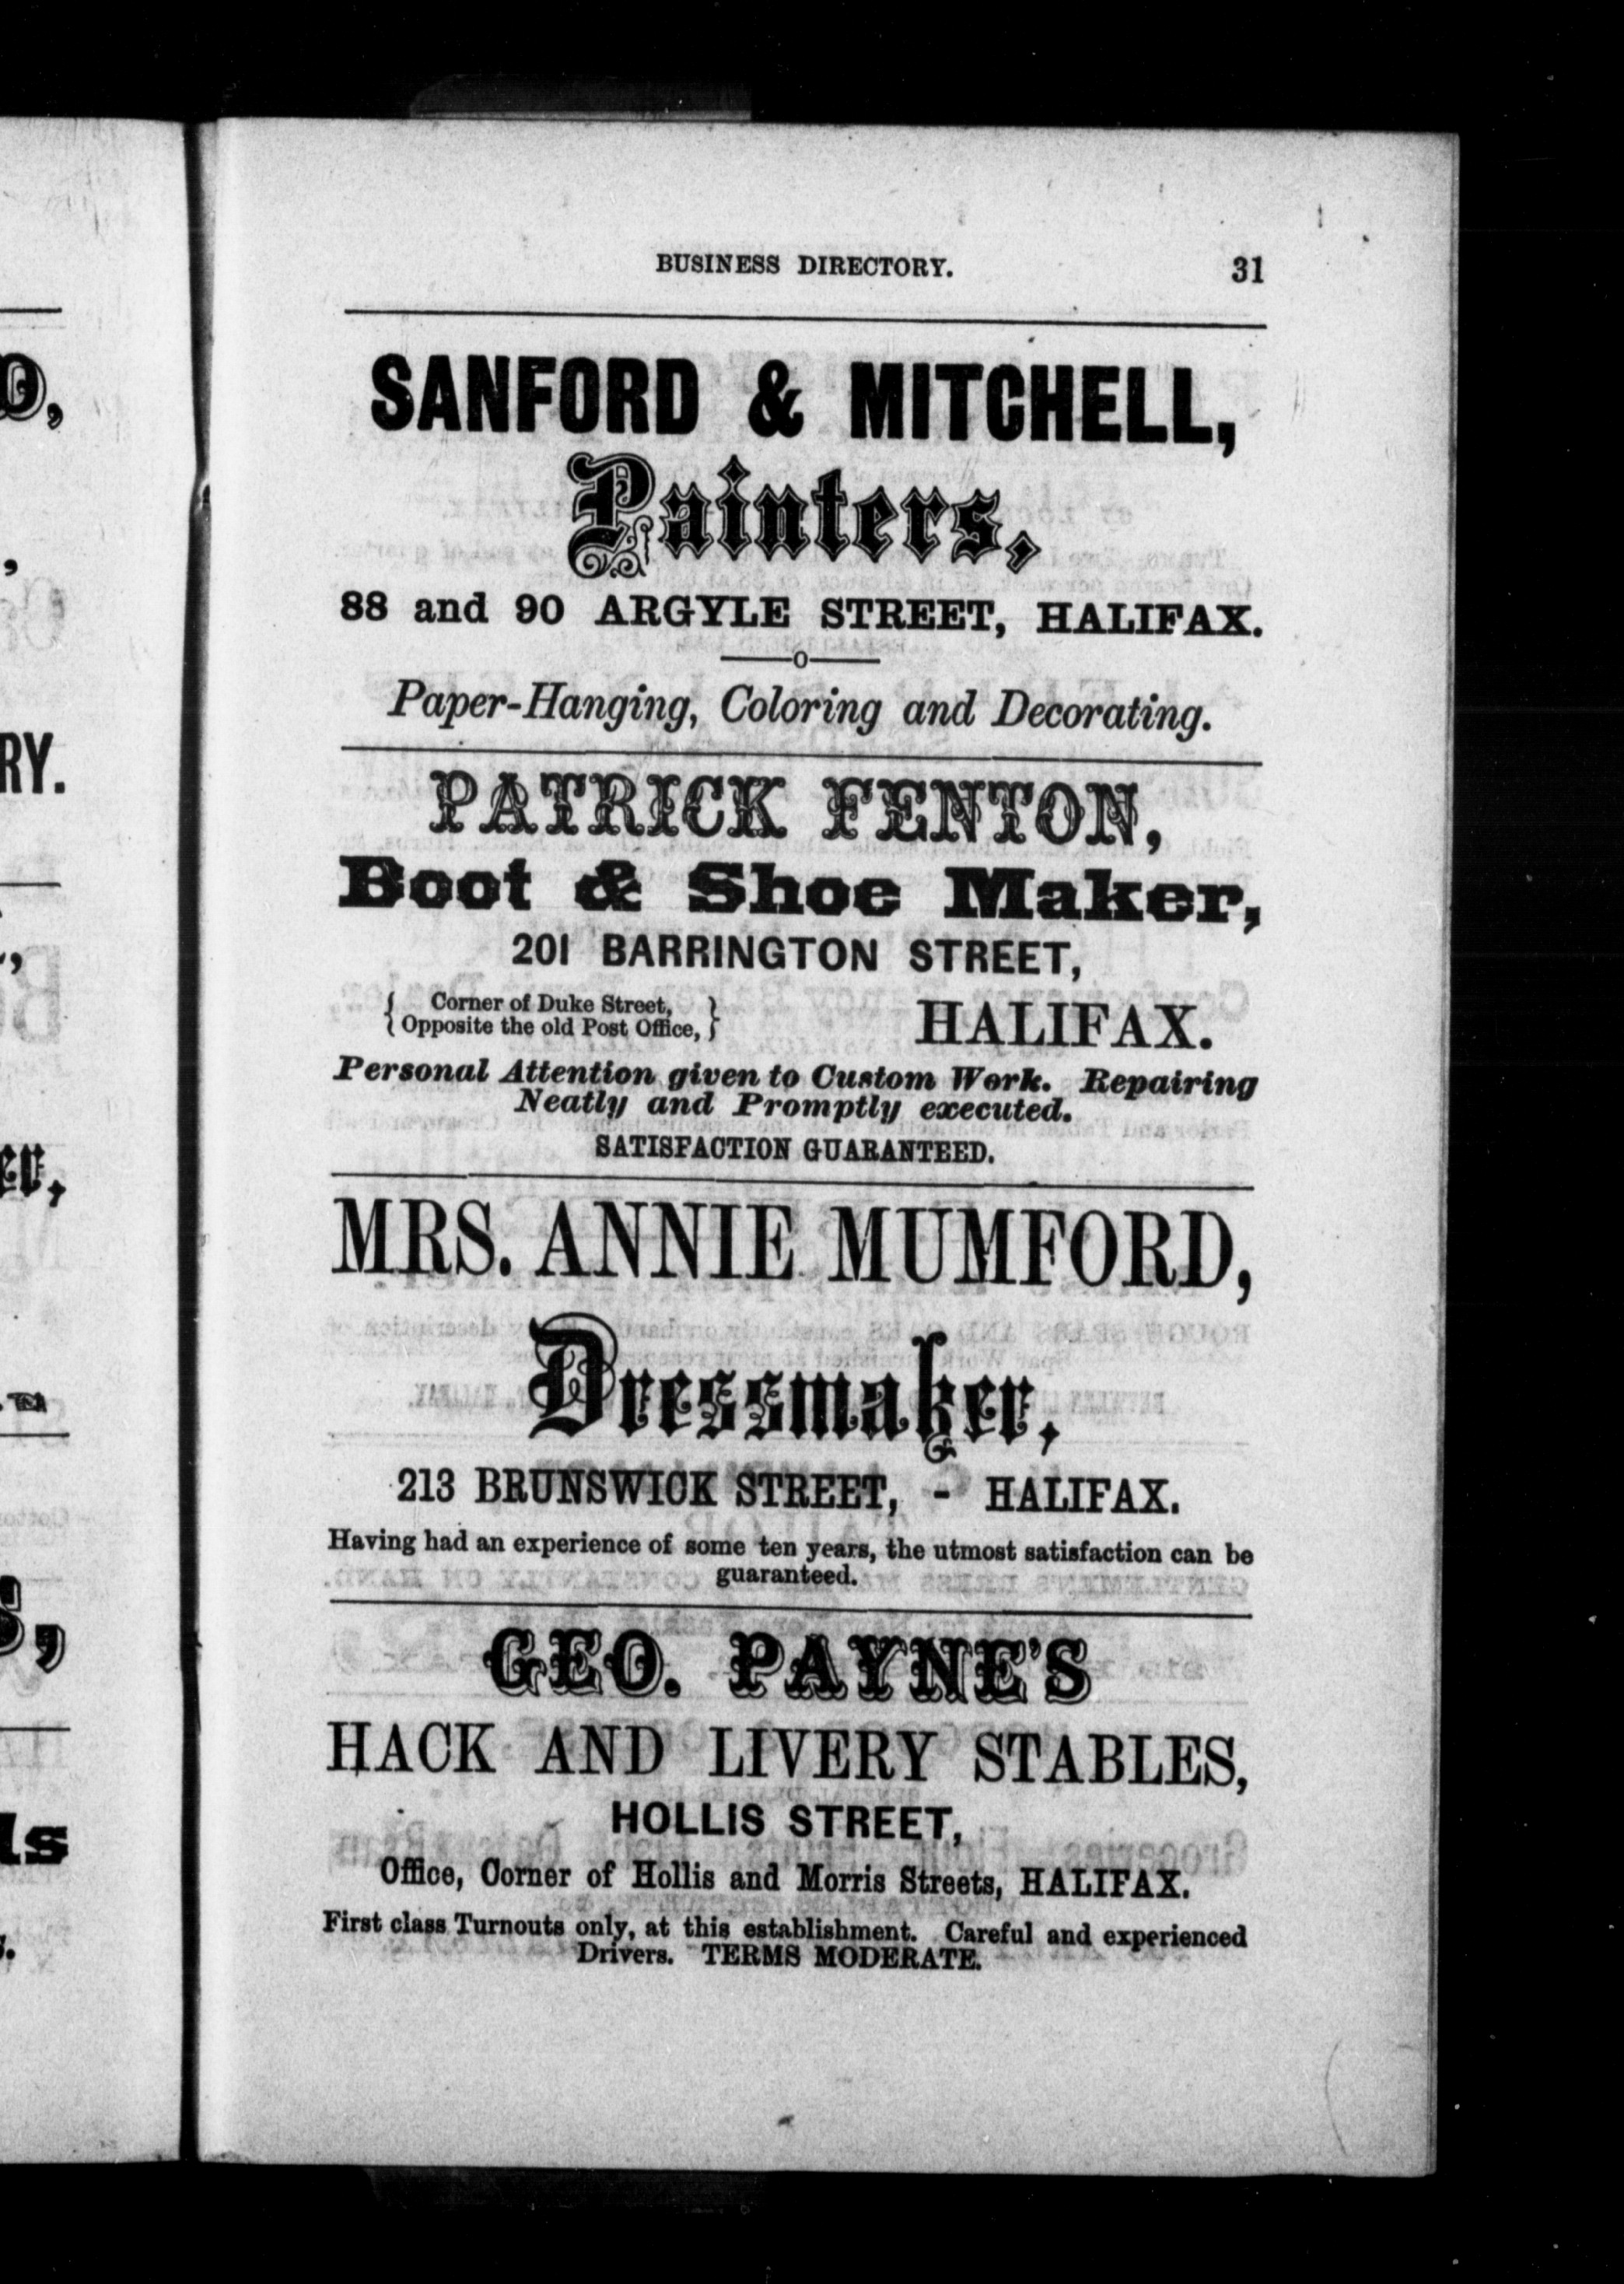 BUSINESS DIRECTORY. 31
SANFORD & MITCHELL,
Painters,
88 and 90 ARGYLE STREET, HALIFAX.
Paper-Hanging, Coloring and Decorating.
PATRICK FENTON,
Boot & Shoe Maker,
201 BARRINGTON STREET,
{ Corner of Duke Street, }
{ Opposite the old Post Office, } HALIFAX.
Personal Attention given to Custom Work. Repairing
Neatly and Promptly executed.
SATISFACTION GUARANTEED.
MRS. ANNIE MUMFORD,
Dressmaker,
213 BRUNSWICK STREET, - HALIFAX.
Having had an experience of some ten years, the utmost satisfaction can be
guaranteed.
GEO. PAYNE'S
HACK AND LIVERY STABLES,
HOLLIS STREET,
Office, Corner of Hollis and Morris Streets, HALIFAX.
First class Turnouts only, at this establishment. Careful and experienced
Drivers. TERMS MODERATE.